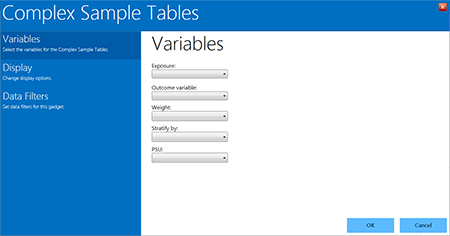 Complex Sample Tables
Variables
Select the variables for the Complex Sample Tables.
Display
Change display options.
Data Filters
Set data filters for this gadget.
Variables
Exposure:
Outcome variable:
Weight:
Stratify by:
PSU:
OK
Cancel